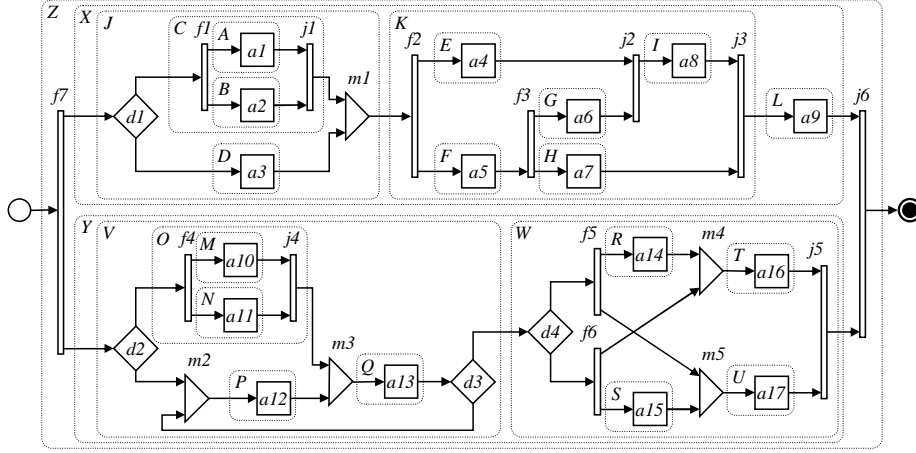 Z X J K
C f1 A j1 f2 E j2 I j3
a1 a4 a8
f7 B m1 f3 G L j6
d1 a2 a6 a9
D F H
a3 a5 a7
Y V W
O f4 M j4 f5 R m4
a10 a14 T j5
N a16
a11 f6
d2 m2 m3 d4 m5
P Q d3 S U
a12 a13 a15 a17